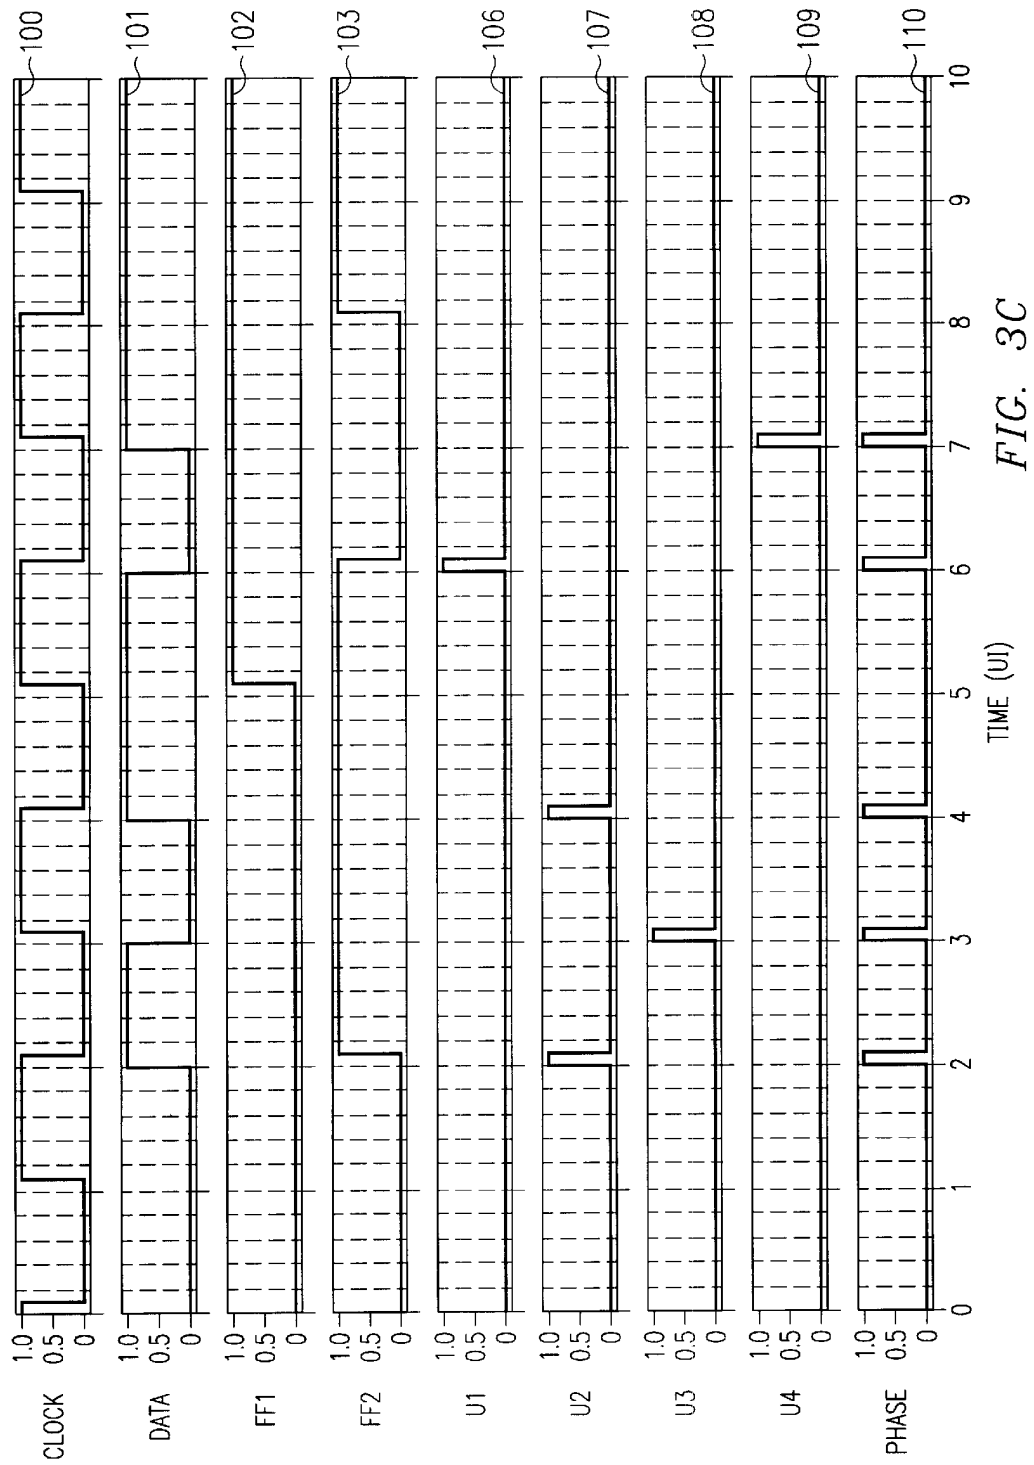 CLOCK 1.0 0.5 0 100
DATA 1.0 0.5 0 101
FF1 1.0 0.5 0 102
FF2 1.0 0.5 0 103
U1 1.0 0.5 0 106
U2 1.0 0.5 0 107
U3 1.0 0.5 0 108
U4 1.0 0.5 0 109
PHASE 1.0 0.5 0 110
0 1 2 3 4 5 6 7 8 9 10
TIME (UI)
FIG. 3C